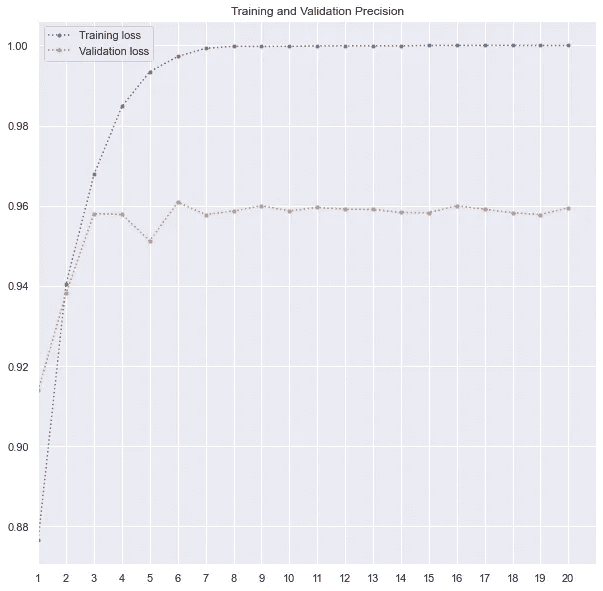 Training and Validation Precision
Training loss
Validation loss
1.00
0.98
0.96
0.94
0.92
0.90
0.88
1 2 3 4 5 6 7 8 9 10 11 12 13 14 15 16 17 18 19 20